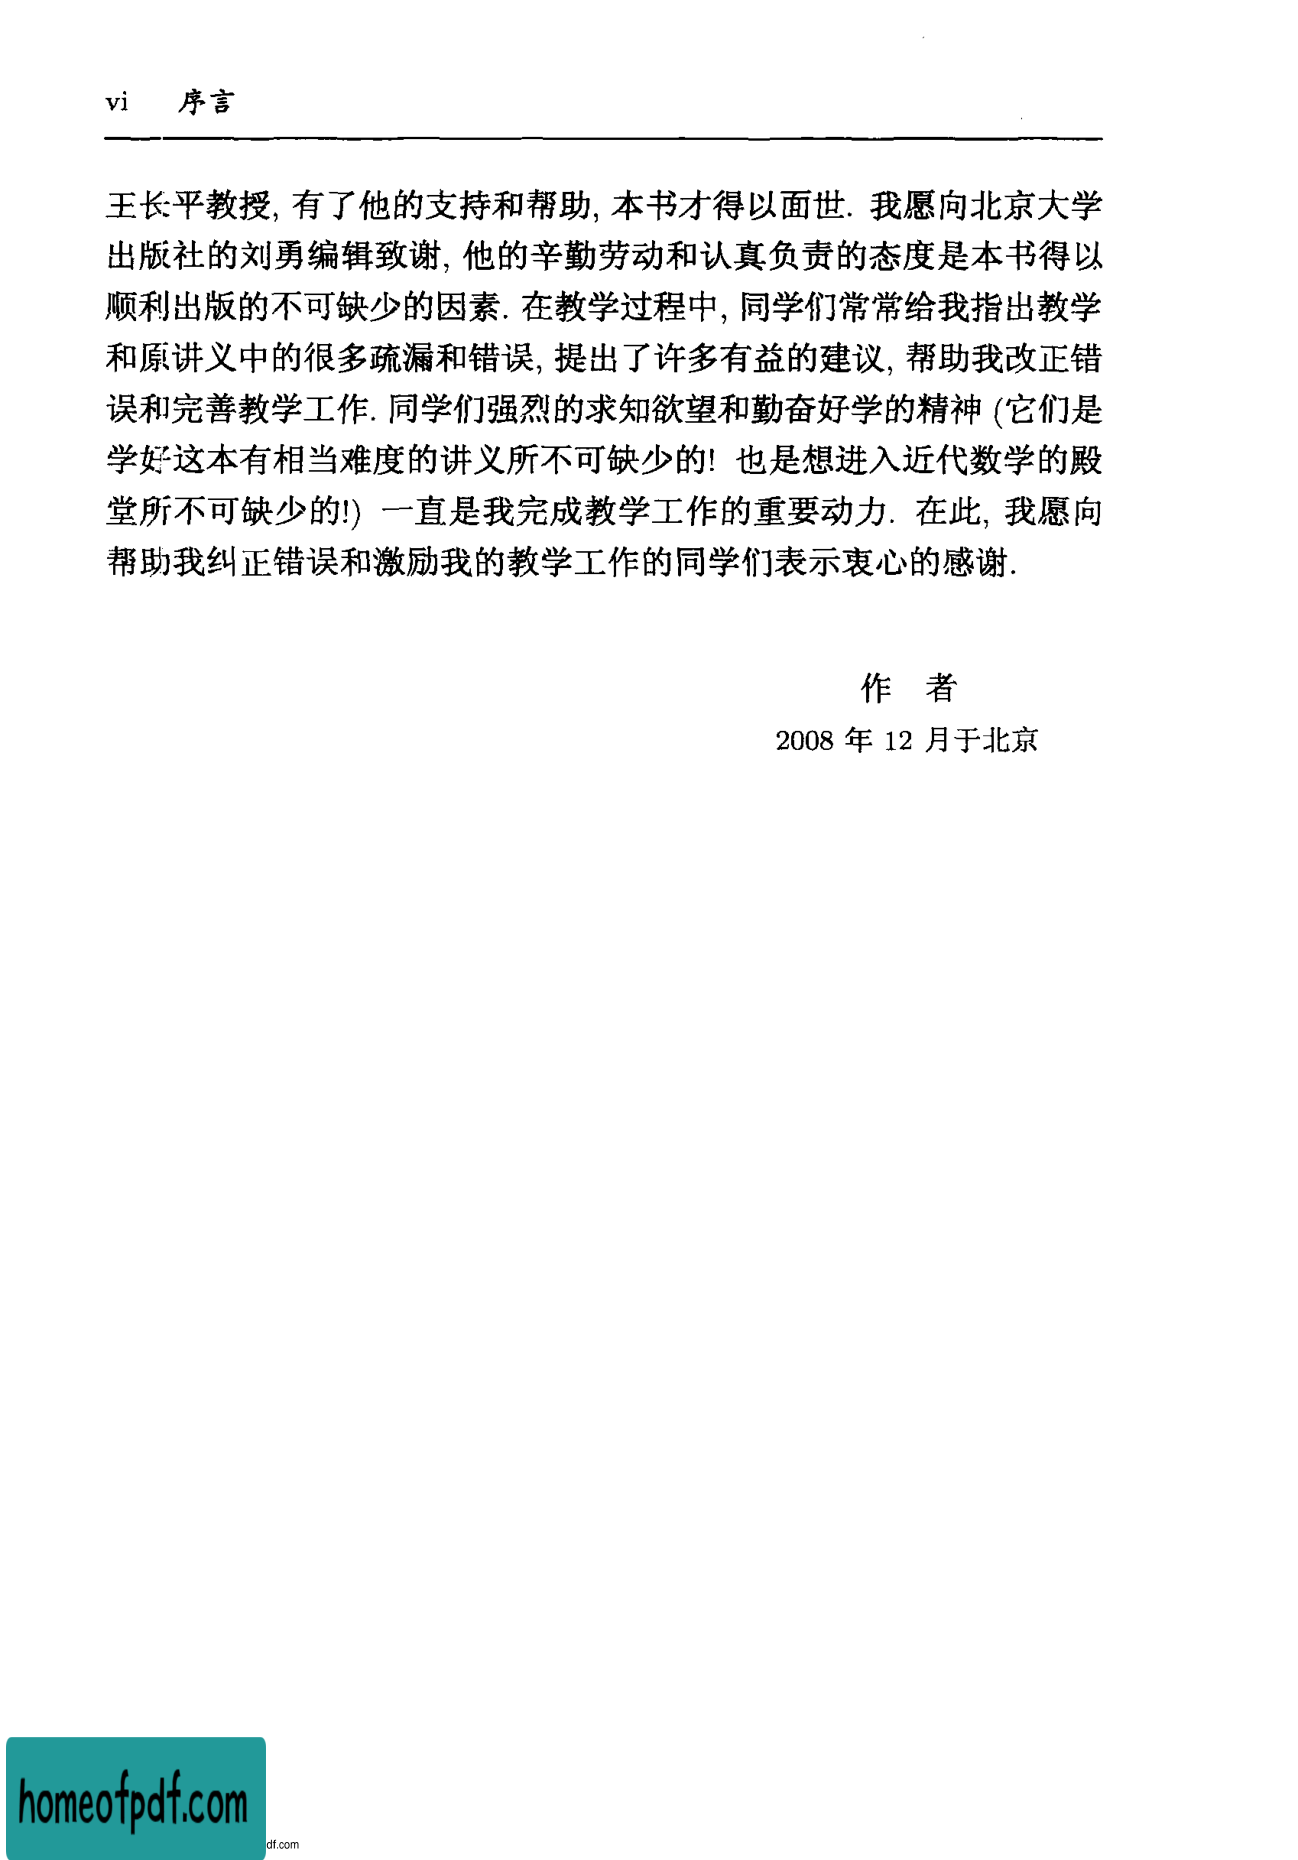 vi 序言
王长平教授, 有了他的支持和帮助, 本书才得以面世. 我愿向北京大学
出版社的刘勇编辑致谢, 他的辛勤劳动和认真负责的态度是本书得以
顺利出版的不可缺少的因素. 在教学过程中, 同学们常常给我指出教学
和原讲义中的很多疏漏和错误, 提出了许多有益的建议, 帮助我改正错
误和完善教学工作. 同学们强烈的求知欲望和勤奋好学的精神 (它们是
学好这本有相当难度的讲义所不可缺少的! 也是想进入近代数学的殿
堂所不可缺少的!) 一直是我完成教学工作的重要动力. 在此, 我愿向
帮助我纠正错误和激励我的教学工作的同学们表示衷心的感谢.
作 者
2008 年 12 月于北京
homeofpdf.com
df.com